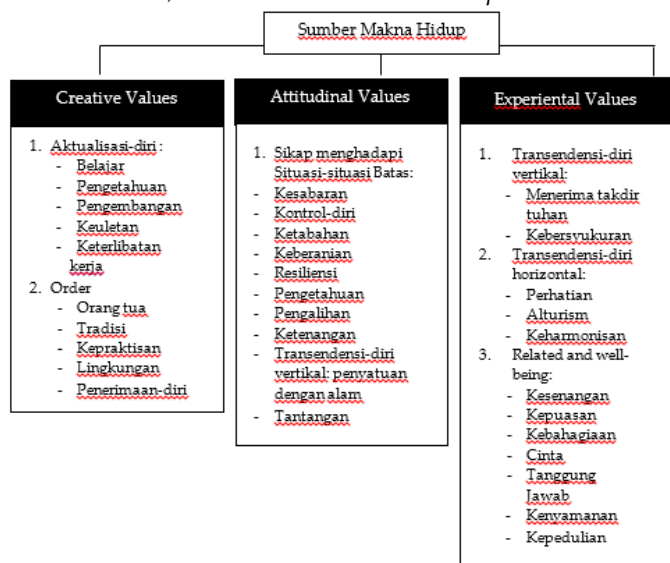 Sumber Makna Hidup
Creative Values
1. Aktualisasi-diri :
- Belajar
- Pengetahuan
- Pengembangan
- Keuletan
- Keterlibatan
kerja
2. Order
- Orang tua
- Tradisi
- Kepraktisan
- Lingkungan
- Penerimaan-diri
Attitudinal Values
1. Sikap menghadapi
Situasi-situasi Batas:
- Kesabaran
- Kontrol-diri
- Ketabahan
- Keberanian
- Resiliensi
- Pengetahuan
- Pengalihan
- Ketenangan
- Transendensi-diri
vertikal: penyatuan
dengan alam
- Tantangan
Experiental Values
1. Transendensi-diri
vertikal:
- Menerima takdir
tuhan
- Kebersyukuran
2. Transendensi-diri
horizontal:
- Perhatian
- Alturism
- Keharmonisan
3. Related and well-
being:
- Kesenangan
- Kepuasan
- Kebahagiaan
- Cinta
- Tanggung
Jawab
- Kenyamanan
- Kepedulian